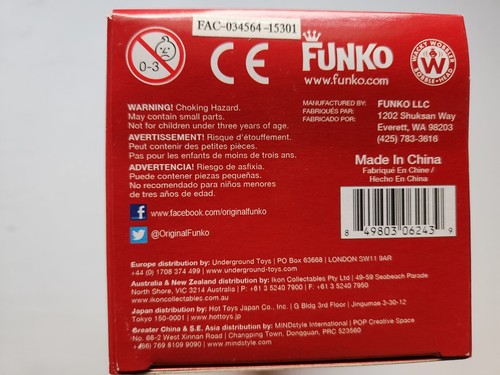 FAC-034564-15301
0-3
CE
FUNKO
www.funko.com
WACKY WOBBLER
W
BOBBLE-HEAD
WARNING! Choking Hazard.
May contain small parts.
Not for children under three years of age.
AVERTISSEMENT! Risque d'étouffement.
Peut contenir des petites pièces.
Pas pour les enfants de moins de trois ans.
ADVERTENCIA! Riesgo de asfixia.
Puede contener piezas pequeñas.
No recomendado para niños menores
de tres años de edad.
MANUFACTURED BY:
FABRIQUÉS PAR:
FABRICADO POR:
FUNKO LLC
1202 Shuksan Way
Everett, WA 98203
(425) 783-3616
Made In China
Fabriqué En Chine /
Hecho En China
8 49803 06243 9
f www.facebook.com/originalfunko
@OriginalFunko
Europe distribution by: Underground Toys | PO Box 63668 | LONDON SW11 9AR
+44 (0) 1708 374 499 | www.underground-toys.com
Australia & New Zealand distribution by: Ikon Collectables Pty Ltd | 49-59 Seabeach Parade
North Shore, VIC 3214 Australia | P: +61 3 5240 7900 | F: +61 3 5240 7950
www.ikoncollectables.com.au
Japan distribution by: Hot Toys Japan Co., Inc. | G Bldg 3rd Floor | Jingumae 3-30-12
Tokyo 150-0001 | www.hottoys.jp
Greater China & S.E. Asia distribution by: MINDstyle International | POP Creative Space
No. 66-2 West Xinnan Road | Changping Town, Dongguan, PRC 523560
+(66) 769 8109 9090 | www.mindstyle.com